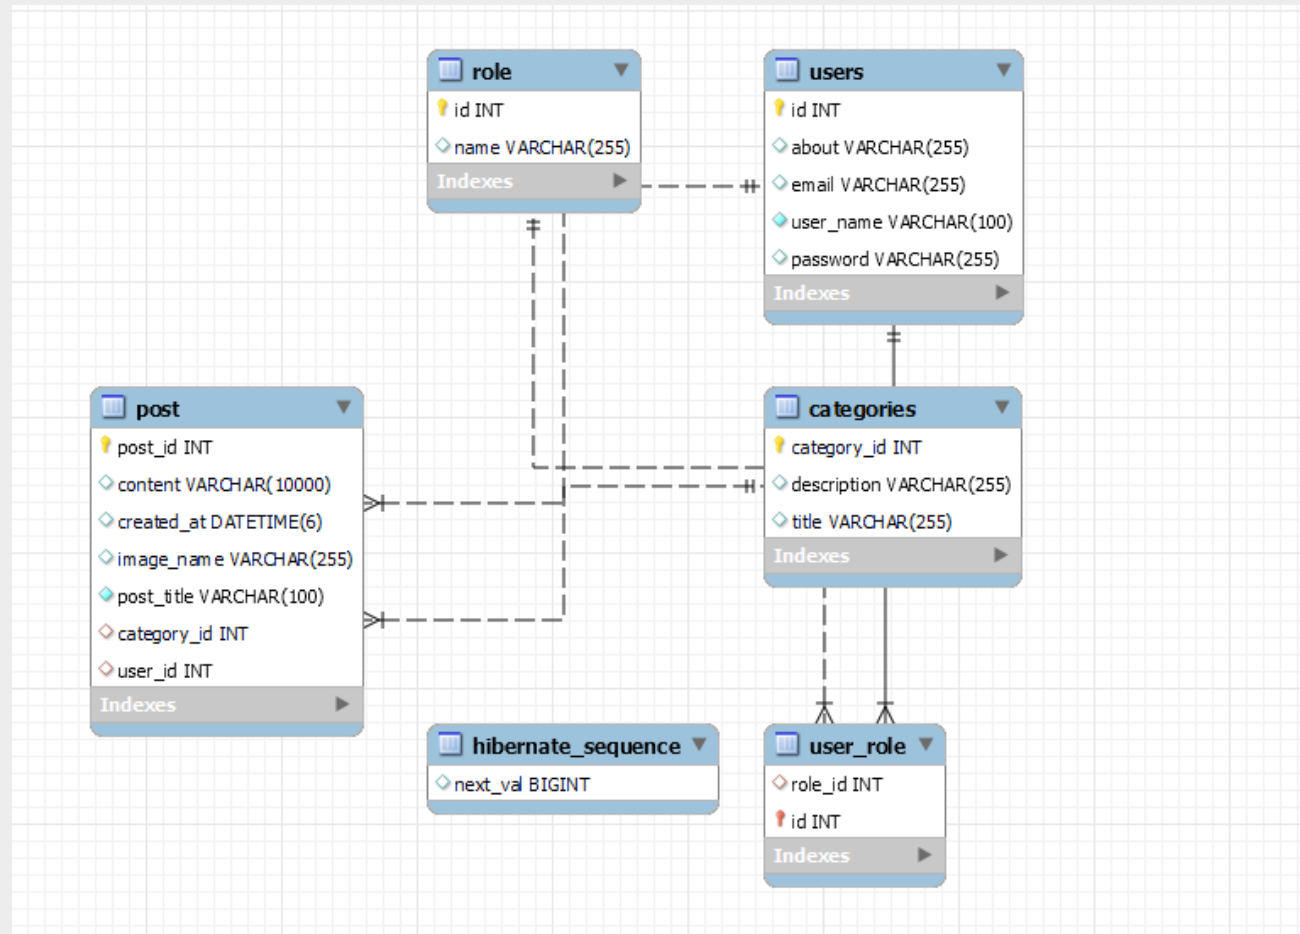 role
id INT
name VARCHAR(255)
Indexes
users
id INT
about VARCHAR(255)
email VARCHAR(255)
user_name VARCHAR(100)
password VARCHAR(255)
Indexes
post
post_id INT
content VARCHAR(10000)
created_at DATETIME(6)
image_name VARCHAR(255)
post_title VARCHAR(100)
category_id INT
user_id INT
Indexes
categories
category_id INT
description VARCHAR(255)
title VARCHAR(255)
Indexes
hibernate_sequence
next_val BIGINT
user_role
role_id INT
id INT
Indexes